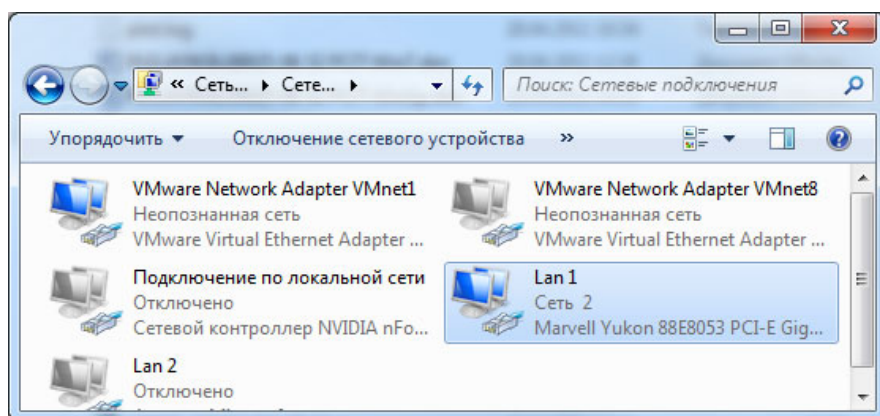 « Сеть... ▸ Сете... ▸
Поиск: Сетевые подключения
Упорядочить
Отключение сетевого устройства
»
VMware Network Adapter VMnet1
Неопознанная сеть
VMware Virtual Ethernet Adapter ...
VMware Network Adapter VMnet8
Неопознанная сеть
VMware Virtual Ethernet Adapter ...
Подключение по локальной сети
Отключено
Сетевой контроллер NVIDIA nFo...
Lan 1
Сеть 2
Marvell Yukon 88E8053 PCI-E Gig...
Lan 2
Отключено